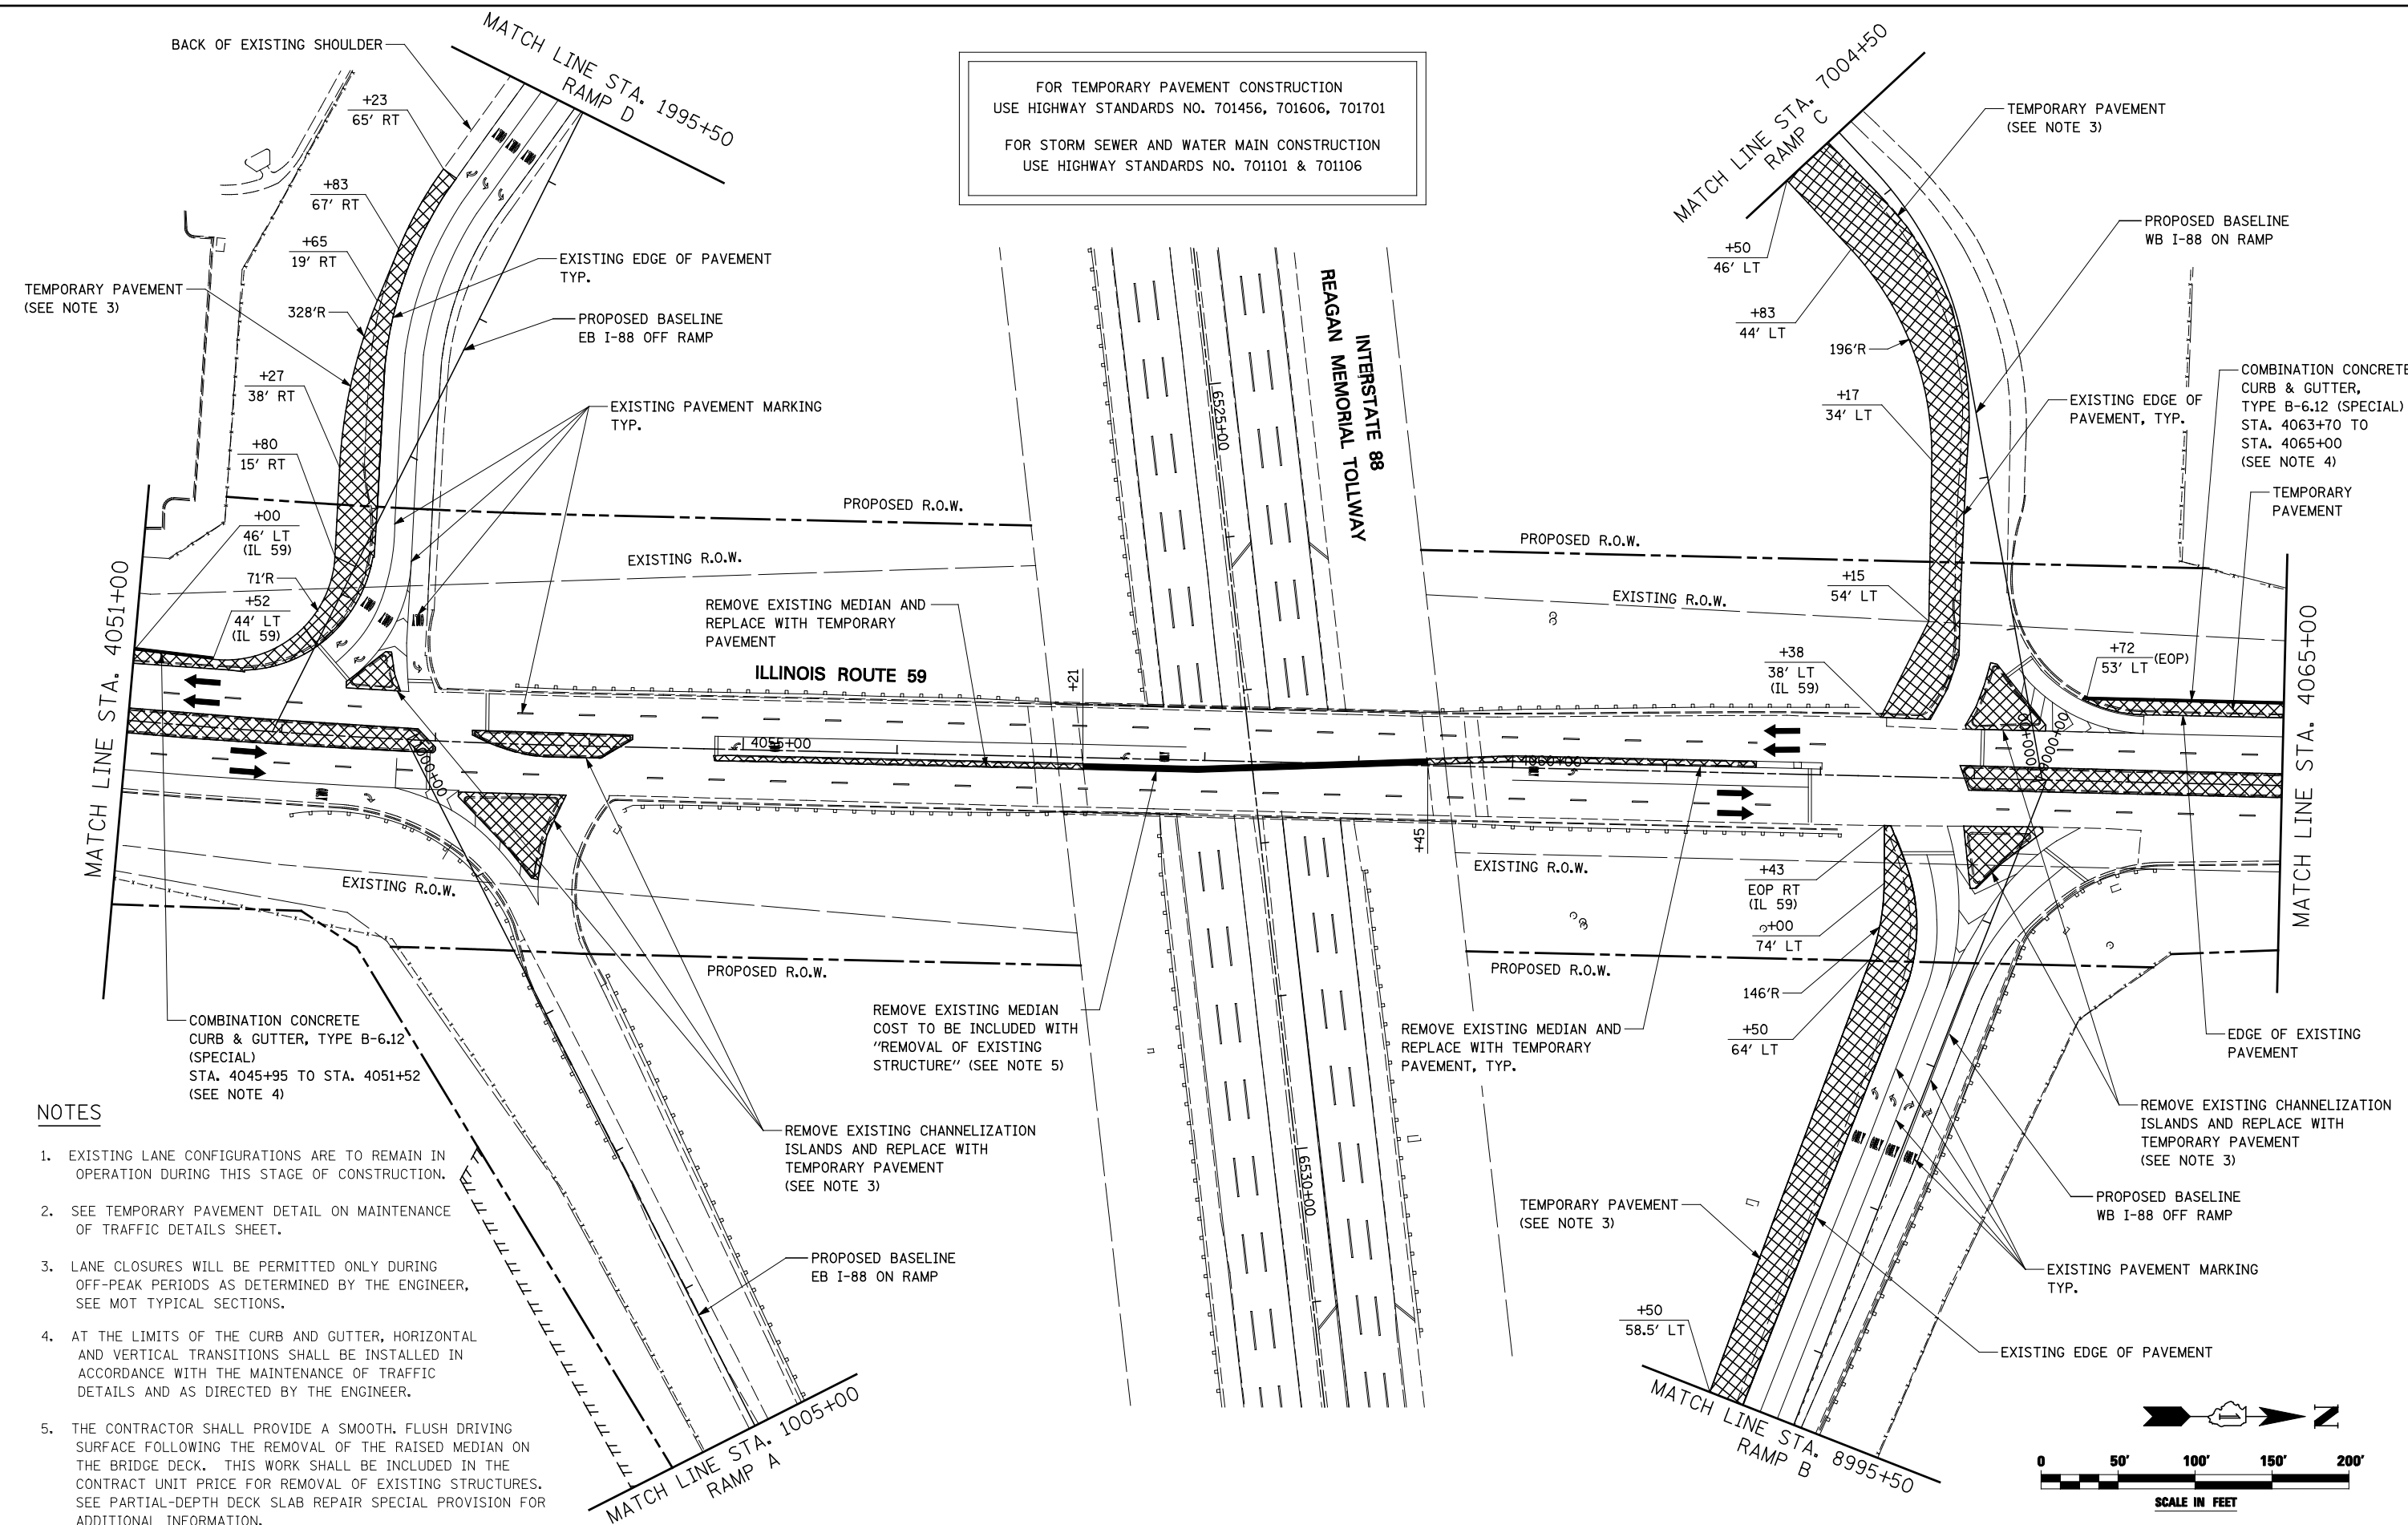 BACK OF EXISTING SHOULDER
MATCH LINE STA. 1995+50
RAMP D
+23
65' RT
+83
67' RT
+65
19' RT
TEMPORARY PAVEMENT
(SEE NOTE 3)
328'R
+27
38' RT
+80
15' RT
+00
46' LT
(IL 59)
71'R
+52
44' LT
(IL 59)
MATCH LINE STA. 4051+00
EXISTING EDGE OF PAVEMENT
TYP.
PROPOSED BASELINE
EB I-88 OFF RAMP
EXISTING PAVEMENT MARKING
TYP.
FOR TEMPORARY PAVEMENT CONSTRUCTION
USE HIGHWAY STANDARDS NO. 701456, 701606, 701701
FOR STORM SEWER AND WATER MAIN CONSTRUCTION
USE HIGHWAY STANDARDS NO. 701101 & 701106
PROPOSED R.O.W.
EXISTING R.O.W.
REMOVE EXISTING MEDIAN AND
REPLACE WITH TEMPORARY
PAVEMENT
ILLINOIS ROUTE 59
+21
4055+00
6525+00
INTERSTATE 88
REAGAN MEMORIAL TOLLWAY
MATCH LINE STA. 7004+50
RAMP C
TEMPORARY PAVEMENT
(SEE NOTE 3)
PROPOSED BASELINE
WB I-88 ON RAMP
+50
46' LT
+83
44' LT
196'R
+17
34' LT
COMBINATION CONCRETE
CURB & GUTTER,
TYPE B-6.12 (SPECIAL)
STA. 4063+70 TO
STA. 4065+00
(SEE NOTE 4)
EXISTING EDGE OF
PAVEMENT, TYP.
TEMPORARY
PAVEMENT
PROPOSED R.O.W.
EXISTING R.O.W.
+15
54' LT
+38
38' LT
(IL 59)
+72
53' LT
(EOP)
MATCH LINE STA. 4065+00
4060+00
+45
EXISTING R.O.W.
PROPOSED R.O.W.
+43
EOP RT
(IL 59)
+00
74' LT
146'R
+50
64' LT
EXISTING R.O.W.
PROPOSED R.O.W.
COMBINATION CONCRETE
CURB & GUTTER, TYPE B-6.12
(SPECIAL)
STA. 4045+95 TO STA. 4051+52
(SEE NOTE 4)
REMOVE EXISTING MEDIAN
COST TO BE INCLUDED WITH
"REMOVAL OF EXISTING
STRUCTURE" (SEE NOTE 5)
REMOVE EXISTING MEDIAN AND
REPLACE WITH TEMPORARY
PAVEMENT, TYP.
EDGE OF EXISTING
PAVEMENT
REMOVE EXISTING CHANNELIZATION
ISLANDS AND REPLACE WITH
TEMPORARY PAVEMENT
(SEE NOTE 3)
REMOVE EXISTING CHANNELIZATION
ISLANDS AND REPLACE WITH
TEMPORARY PAVEMENT
(SEE NOTE 3)
6530+00
PROPOSED BASELINE
EB I-88 ON RAMP
TEMPORARY PAVEMENT
(SEE NOTE 3)
PROPOSED BASELINE
WB I-88 OFF RAMP
EXISTING PAVEMENT MARKING
TYP.
+50
58.5' LT
EXISTING EDGE OF PAVEMENT
MATCH LINE STA. 1005+00
RAMP A
MATCH LINE STA. 8995+50
RAMP B
NOTES
1. EXISTING LANE CONFIGURATIONS ARE TO REMAIN IN
OPERATION DURING THIS STAGE OF CONSTRUCTION.
2. SEE TEMPORARY PAVEMENT DETAIL ON MAINTENANCE
OF TRAFFIC DETAILS SHEET.
3. LANE CLOSURES WILL BE PERMITTED ONLY DURING
OFF-PEAK PERIODS AS DETERMINED BY THE ENGINEER,
SEE MOT TYPICAL SECTIONS.
4. AT THE LIMITS OF THE CURB AND GUTTER, HORIZONTAL
AND VERTICAL TRANSITIONS SHALL BE INSTALLED IN
ACCORDANCE WITH THE MAINTENANCE OF TRAFFIC
DETAILS AND AS DIRECTED BY THE ENGINEER.
5. THE CONTRACTOR SHALL PROVIDE A SMOOTH, FLUSH DRIVING
SURFACE FOLLOWING THE REMOVAL OF THE RAISED MEDIAN ON
THE BRIDGE DECK. THIS WORK SHALL BE INCLUDED IN THE
CONTRACT UNIT PRICE FOR REMOVAL OF EXISTING STRUCTURES.
SEE PARTIAL-DEPTH DECK SLAB REPAIR SPECIAL PROVISION FOR
ADDITIONAL INFORMATION.
N
0 50' 100' 150' 200'
SCALE IN FEET